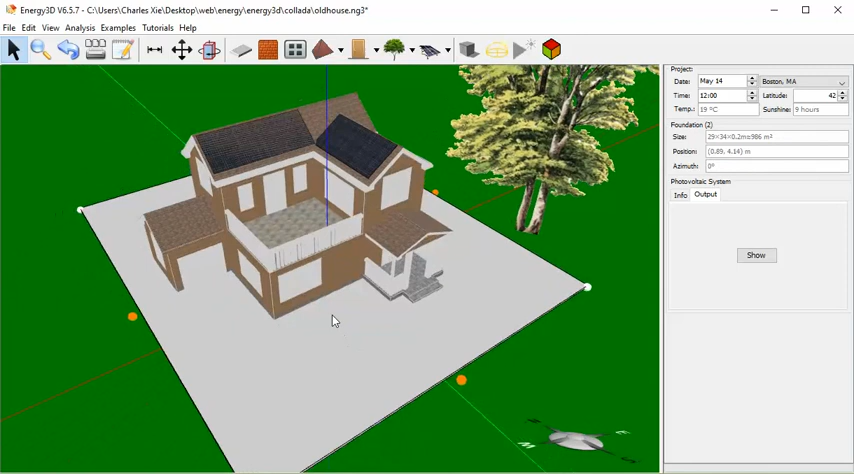 Energy3D V6.5.7 - C:\Users\Charles Xie\Desktop\web\energy\energy3d\collada\oldhouse.ng3*
File Edit View Analysis Examples Tutorials Help
Project:
Date: May 14 Boston, MA
Time: 12:00 Latitude: 42
Temp.: 19 °C Sunshine: 9 hours
Foundation (2)
Size: 29×34×0.2m≈986 m²
Position: (0.89, 4.14) m
Azimuth: 0°
Photovoltaic System
Info Output
Show